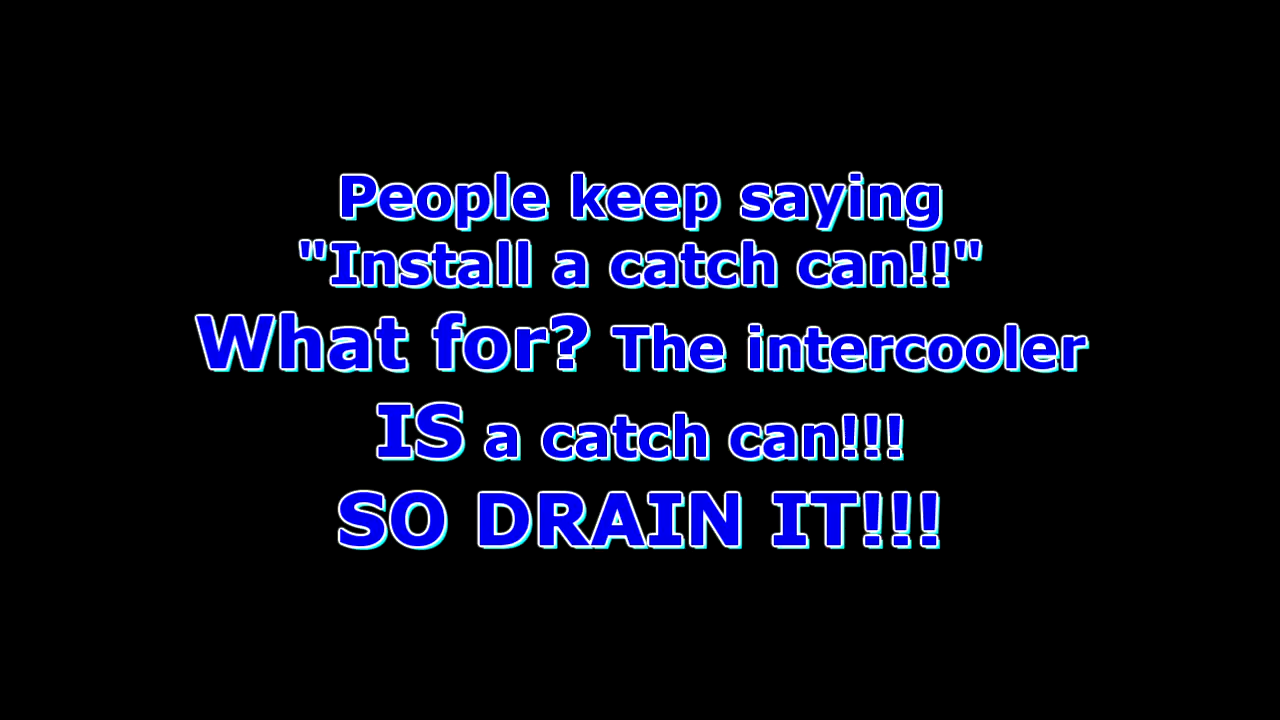 People keep saying
"Install a catch can!!"
What for? The intercooler
IS a catch can!!!
SO DRAIN IT!!!